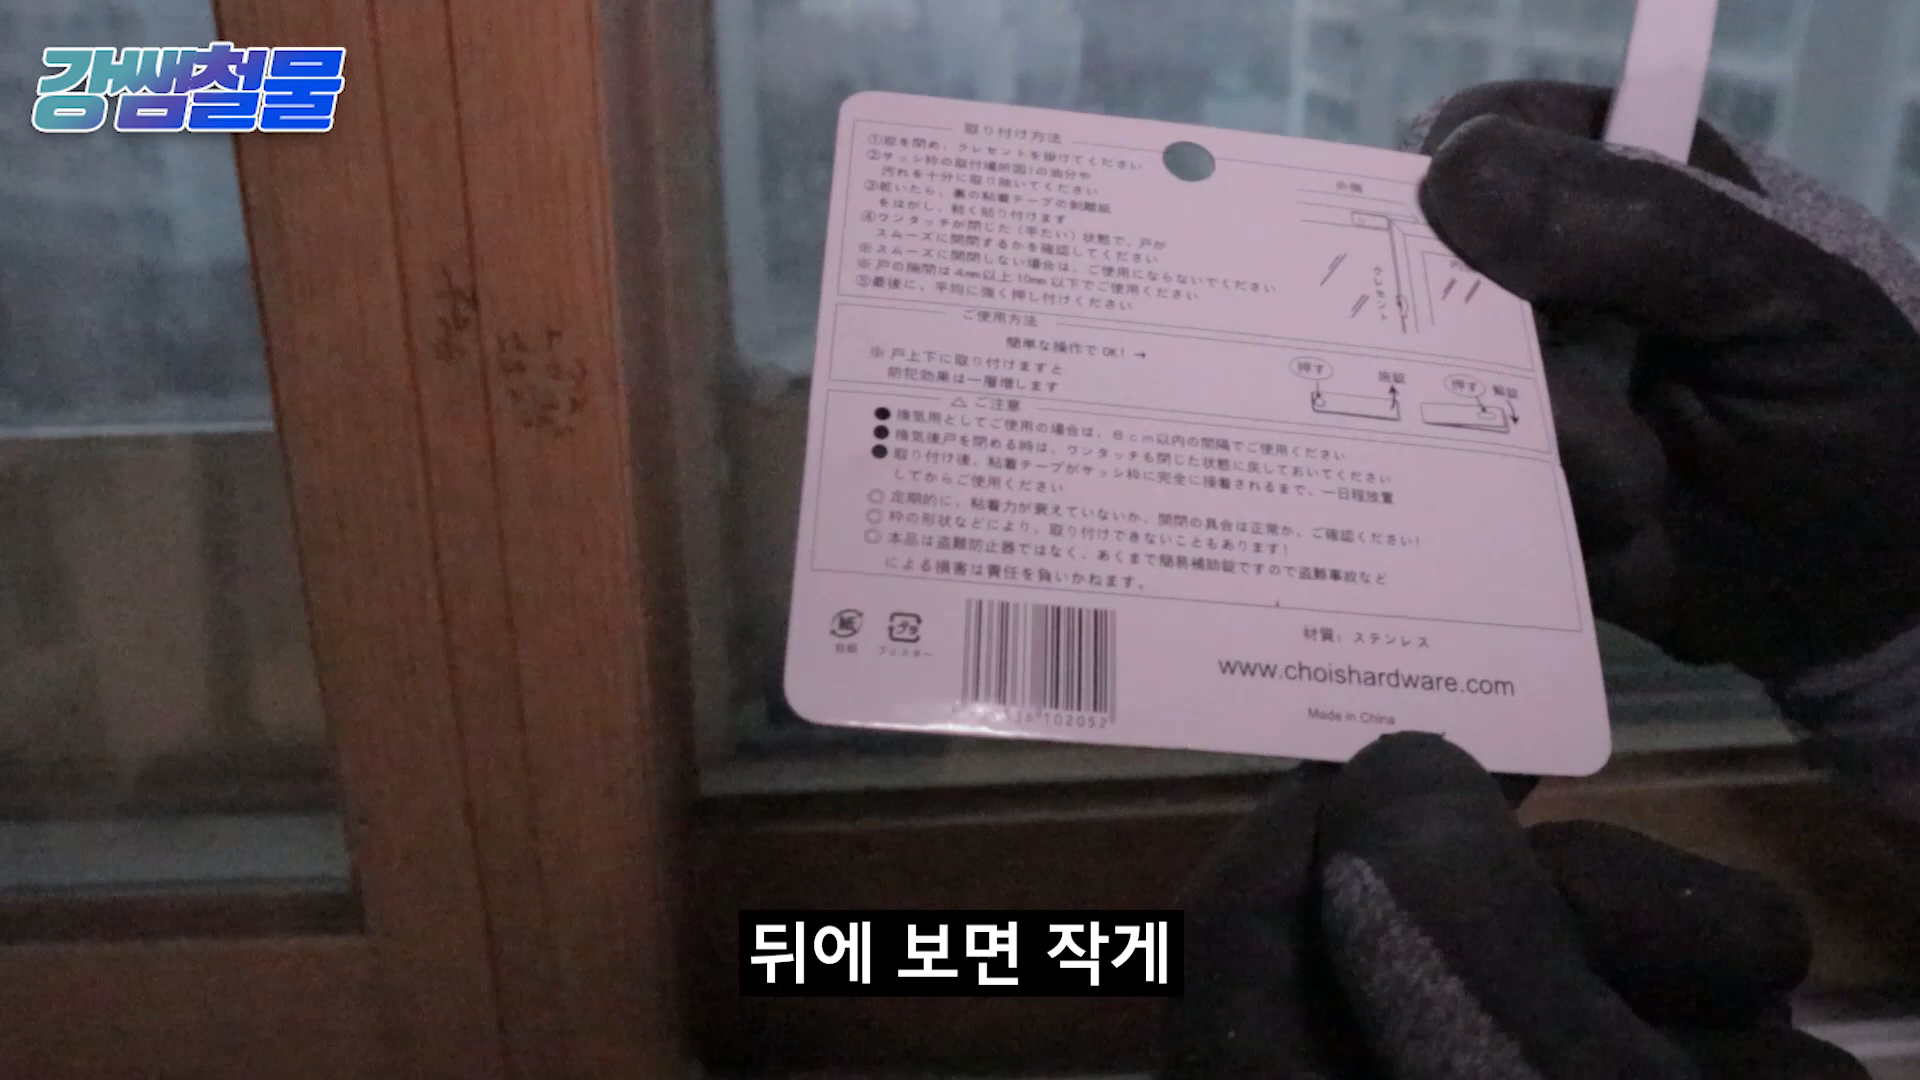 강쌤철물
取り付け方法
①窓を閉め、クレセントを掛けてください
②サッシ枠の取付場所図1の油分や
汚れを十分に取り除いてください
③乾いたら、裏の粘着テープの剥離紙
をはがし、軽く貼り付けます
④ワンタッチが閉じた（平たい）状態で、戸が
スムーズに開閉するかを確認してください
※スムーズに開閉しない場合は、ご使用にならないでください
※戸の隙間は4mm以上10mm以下でご使用ください
⑤最後に、平均に強く押し付けください
外側
クレセント
ご使用方法
簡単な操作でOK!→
※戸上下に取り付けますと
防犯効果は一層増します
押す
施錠
押す
解錠
△ご注意
●換気用としてご使用の場合は、8cm以内の間隔でご使用ください
●換気後戸を閉める時は、ワンタッチも閉じた状態に戻しておいてください
●取り付け後、粘着テープがサッシ枠に完全に接着されるまで、一日程放置
してからご使用ください
◎定期的に、粘着力が衰えていないか、開閉の具合は正常か、ご確認ください!
◎枠の形状などにより、取り付けできないこともあります!
◎本品は盗難防止器ではなく、あくまで簡易補助錠ですので盗難事故など
による損害は責任を負いかねます。
紙
プラ
台紙
ブリスター
材質：ステンレス
www.choishardware.com
102052
Made in China
뒤에 보면 작게